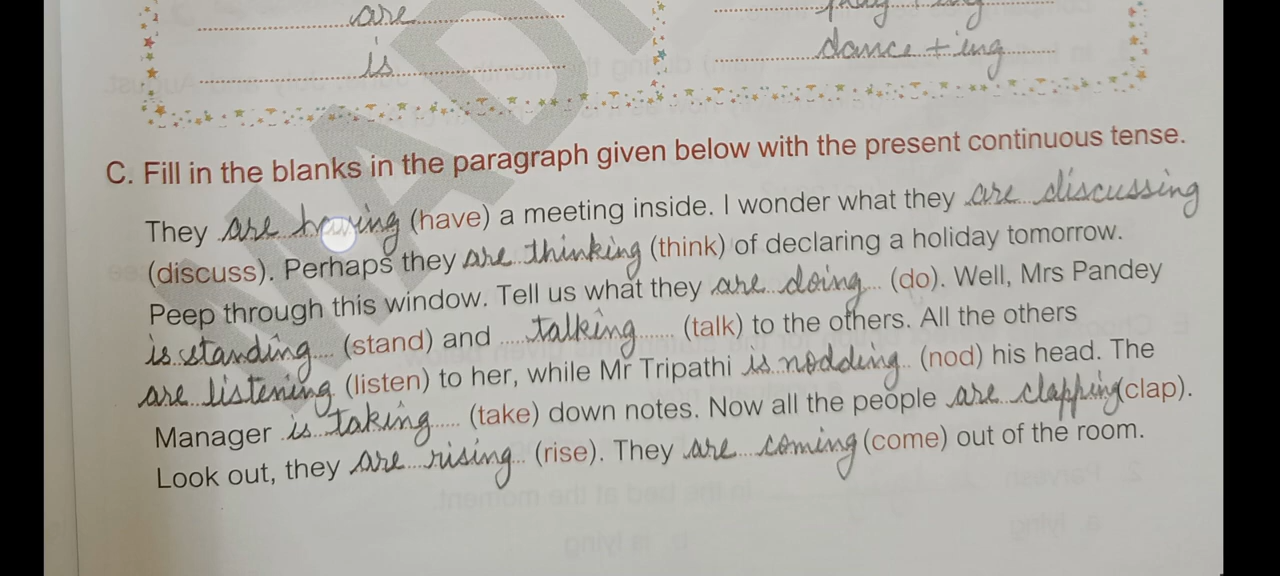 are
is
dance + ing
C. Fill in the blanks in the paragraph given below with the present continuous tense.
They are having (have) a meeting inside. I wonder what they are discussing
(discuss). Perhaps they are thinking (think) of declaring a holiday tomorrow.
Peep through this window. Tell us what they are doing (do). Well, Mrs Pandey
is standing (stand) and talking (talk) to the others. All the others
are listening (listen) to her, while Mr Tripathi is nodding (nod) his head. The
Manager is taking (take) down notes. Now all the people are clapping (clap).
Look out, they are rising (rise). They are coming (come) out of the room.